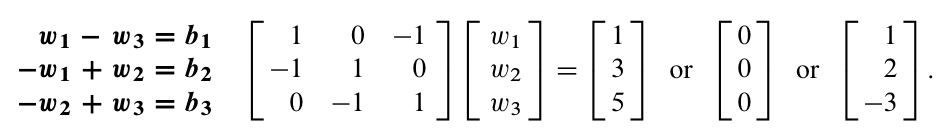 w₁ − w₃ = b₁ [ 1 0 −1 ] [ w₁ ] [ 1 ] [ 0 ] [ 1 ]
−w₁ + w₂ = b₂ [ −1 1 0 ] [ w₂ ] = [ 3 ] or [ 0 ] or [ 2 ] .
−w₂ + w₃ = b₃ [ 0 −1 1 ] [ w₃ ] [ 5 ] [ 0 ] [ −3 ]